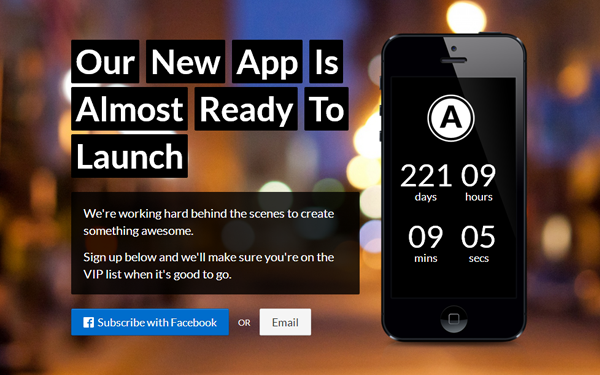 Our New App Is
Almost Ready To
Launch
We're working hard behind the scenes to create
something awesome.
Sign up below and we'll make sure you're on the
VIP list when it's good to go.
Subscribe with Facebook OR Email
A
221 09
days hours
09 05
mins secs